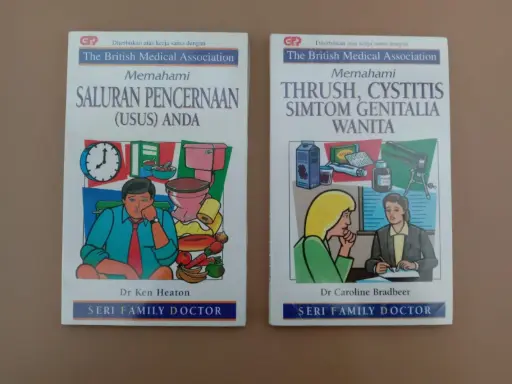 GP
Diterbitkan atas kerja sama dengan
The British Medical Association
Memahami
SALURAN PENCERNAAN
(USUS) ANDA
Dr Ken Heaton
SERI FAMILY DOCTOR
GP
Diterbitkan atas kerja sama dengan
The British Medical Association
Memahami
THRUSH, CYSTITIS
SIMTOM GENITALIA
WANITA
Dr Caroline Bradbeer
SERI FAMILY DOCTOR